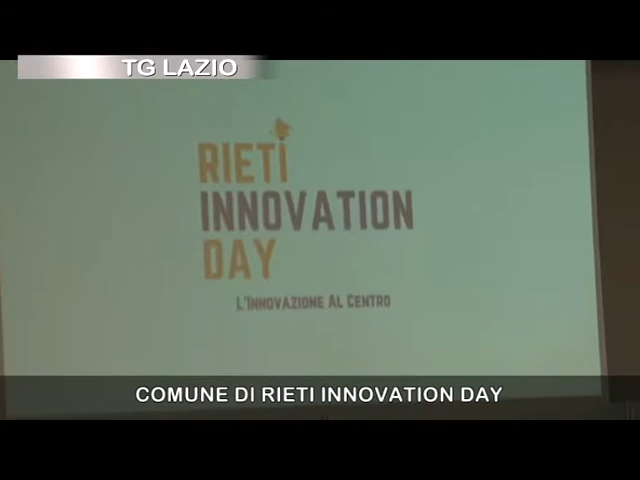 TG LAZIO
RIETI
INNOVATION
DAY
L'INNOVAZIONE AL CENTRO
COMUNE DI RIETI INNOVATION DAY